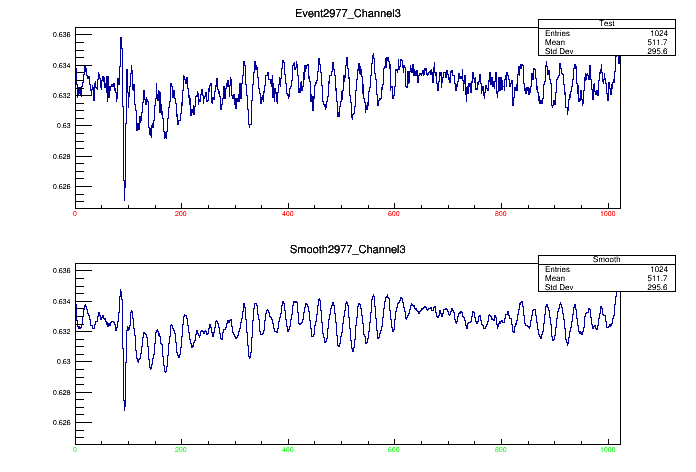 Event2977_Channel3
Test
Entries 1024
Mean 511.7
Std Dev 295.6
0.636
0.634
0.632
0.63
0.628
0.626
0 200 400 600 800 1000
Smooth2977_Channel3
Smooth
Entries 1024
Mean 511.7
Std Dev 295.6
0.636
0.634
0.632
0.63
0.628
0.626
0 200 400 600 800 1000